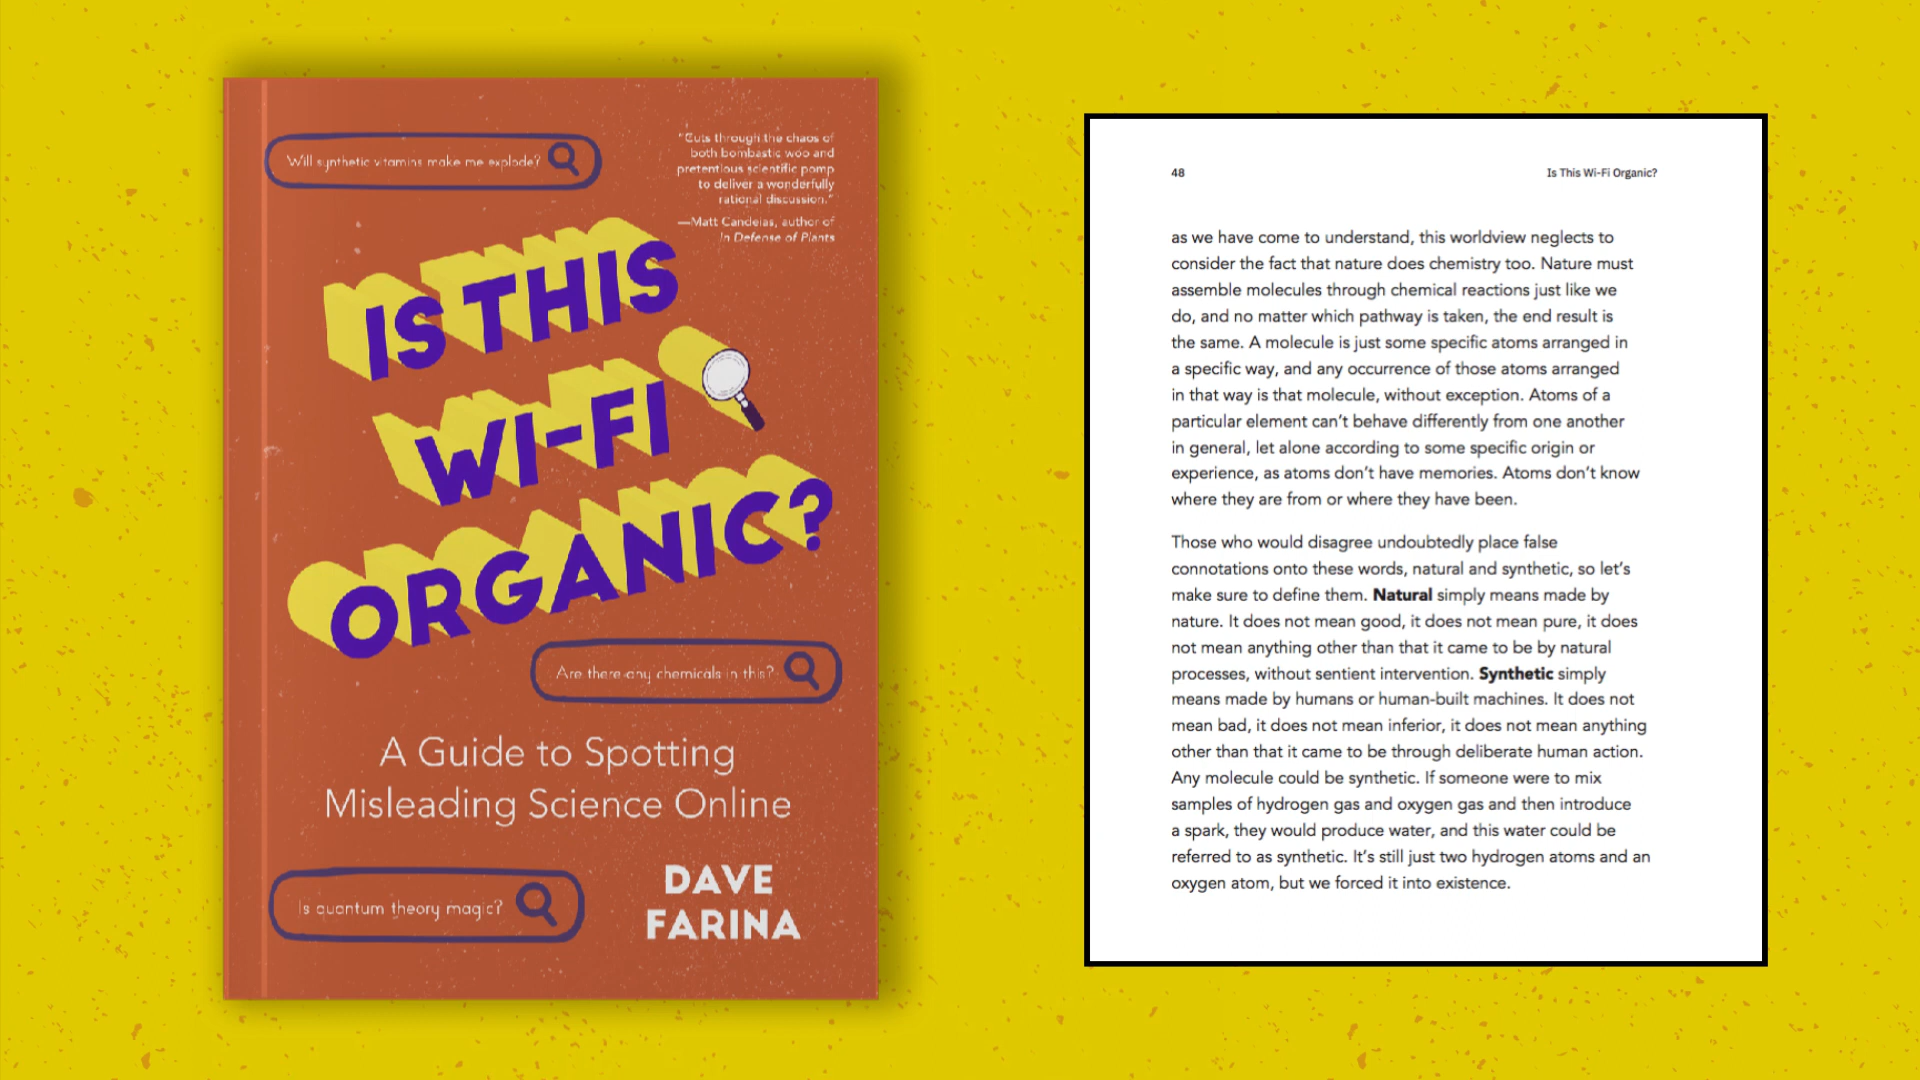 Will synthetic vitamins make me explode?
"Cuts through the chaos of
both bombastic woo and
pretentious scientific pomp
to deliver a wonderfully
rational discussion."
—Matt Candeias, author of
In Defense of Plants
IS THIS
WI-FI
ORGANIC?
Are there any chemicals in this?
A Guide to Spotting
Misleading Science Online
Is quantum theory magic?
DAVE
FARINA
48
Is This Wi-Fi Organic?
as we have come to understand, this worldview neglects to
consider the fact that nature does chemistry too. Nature must
assemble molecules through chemical reactions just like we
do, and no matter which pathway is taken, the end result is
the same. A molecule is just some specific atoms arranged in
a specific way, and any occurrence of those atoms arranged
in that way is that molecule, without exception. Atoms of a
particular element can't behave differently from one another
in general, let alone according to some specific origin or
experience, as atoms don't have memories. Atoms don't know
where they are from or where they have been.
Those who would disagree undoubtedly place false
connotations onto these words, natural and synthetic, so let's
make sure to define them. Natural simply means made by
nature. It does not mean good, it does not mean pure, it does
not mean anything other than that it came to be by natural
processes, without sentient intervention. Synthetic simply
means made by humans or human-built machines. It does not
mean bad, it does not mean inferior, it does not mean anything
other than that it came to be through deliberate human action.
Any molecule could be synthetic. If someone were to mix
samples of hydrogen gas and oxygen gas and then introduce
a spark, they would produce water, and this water could be
referred to as synthetic. It's still just two hydrogen atoms and an
oxygen atom, but we forced it into existence.